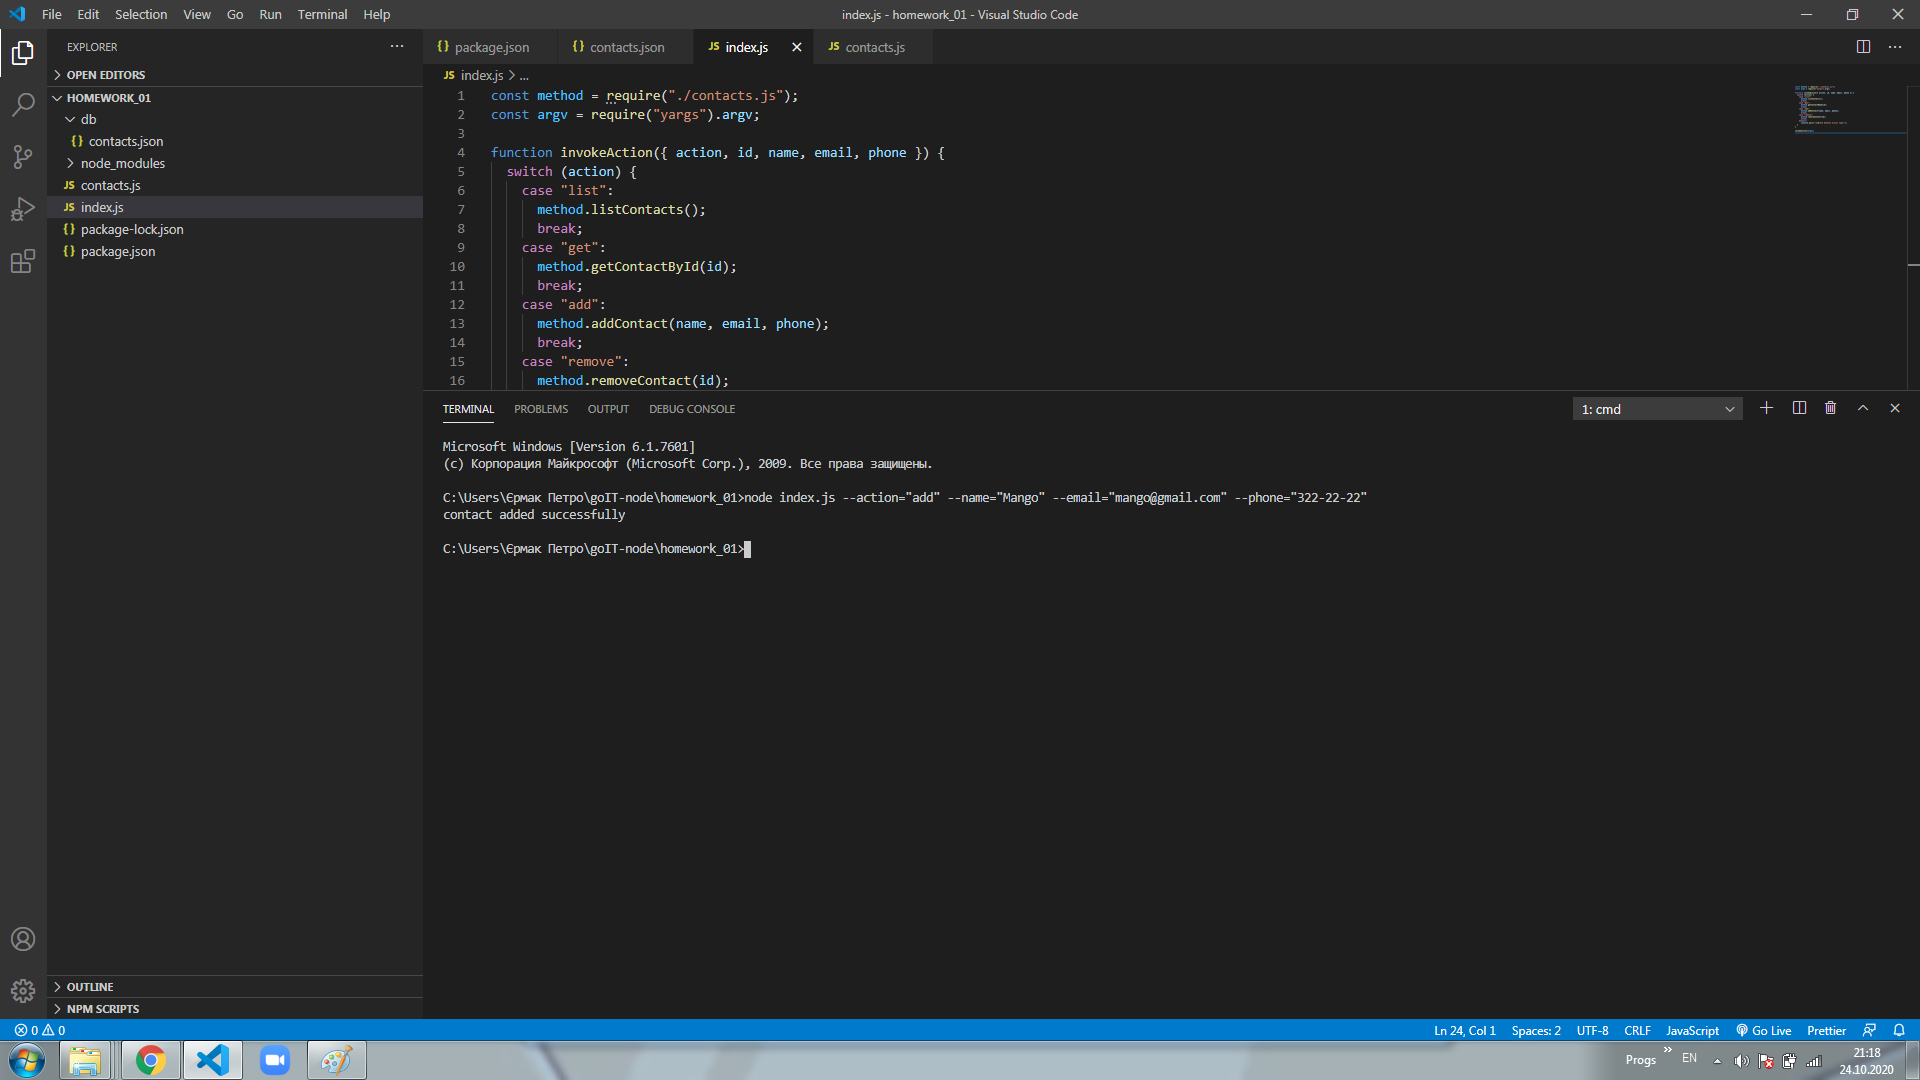 File Edit Selection View Go Run Terminal Help
index.js - homework_01 - Visual Studio Code
EXPLORER
OPEN EDITORS
HOMEWORK_01
db
{} contacts.json
node_modules
JS contacts.js
JS index.js
{} package-lock.json
{} package.json
OUTLINE
NPM SCRIPTS
{} package.json
{} contacts.json
JS index.js
JS contacts.js
JS index.js > ...
1 const method = require("./contacts.js");
2 const argv = require("yargs").argv;
3
4 function invokeAction({ action, id, name, email, phone }) {
5 switch (action) {
6 case "list":
7 method.listContacts();
8 break;
9 case "get":
10 method.getContactById(id);
11 break;
12 case "add":
13 method.addContact(name, email, phone);
14 break;
15 case "remove":
16 method.removeContact(id);
TERMINAL PROBLEMS OUTPUT DEBUG CONSOLE
1: cmd
Microsoft Windows [Version 6.1.7601]
(c) Корпорация Майкрософт (Microsoft Corp.), 2009. Все права защищены.
C:\Users\Єрмак Петро\goIT-node\homework_01>node index.js --action="add" --name="Mango" --email="mango@gmail.com" --phone="322-22-22"
contact added successfully
C:\Users\Єрмак Петро\goIT-node\homework_01>
0 0
Ln 24, Col 1 Spaces: 2 UTF-8 CRLF JavaScript Go Live Prettier
Progs » EN
21:18
24.10.2020